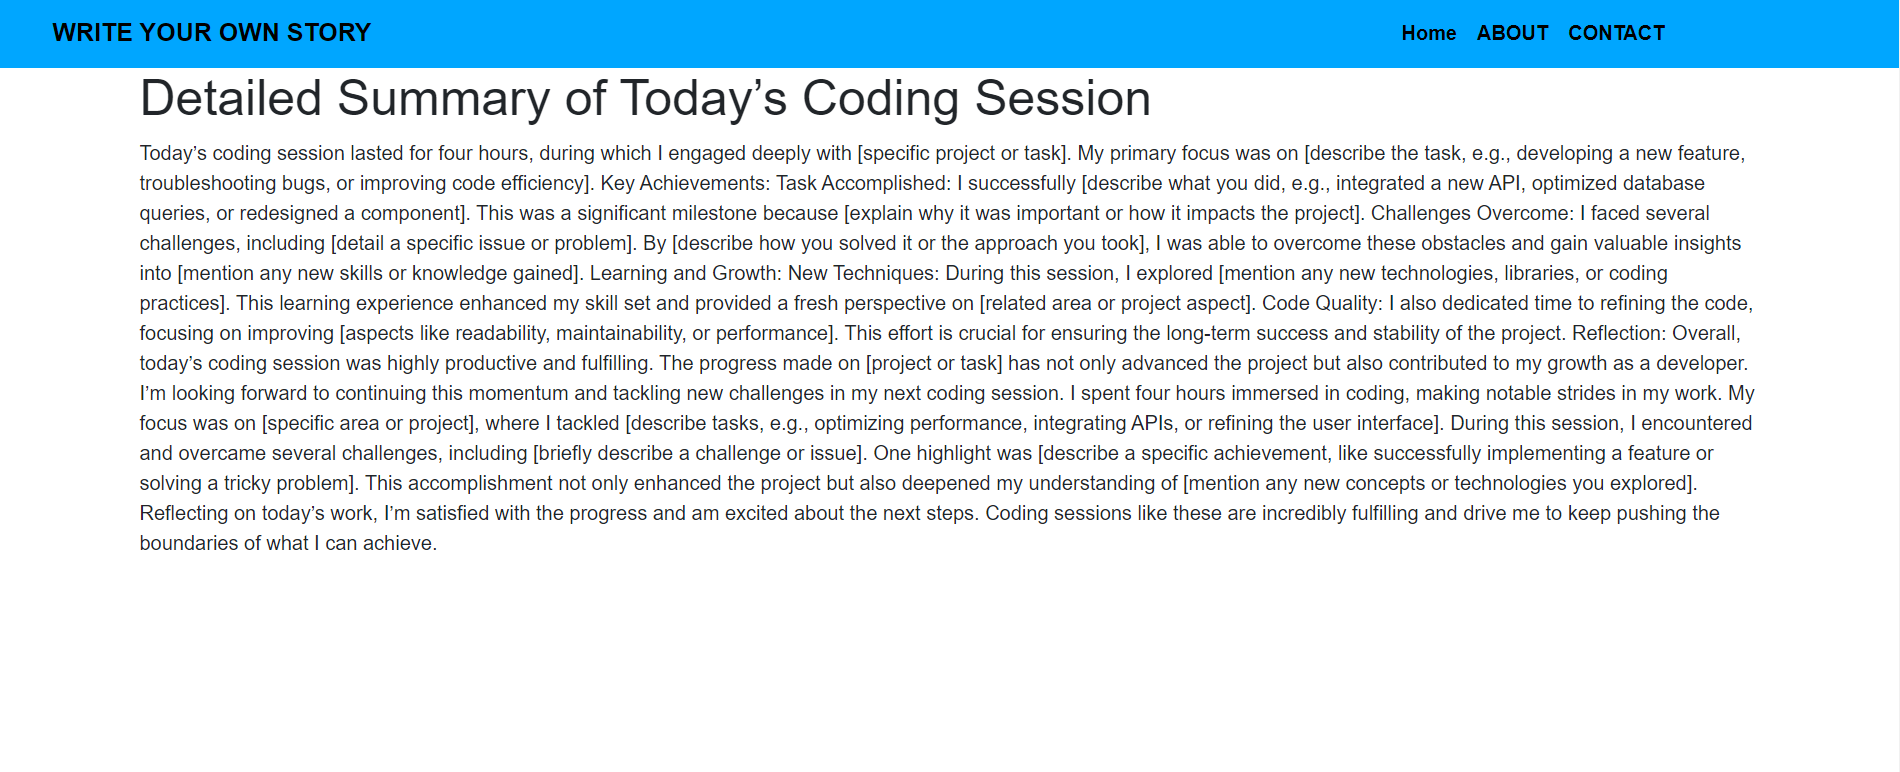 WRITE YOUR OWN STORY
Home ABOUT CONTACT
Detailed Summary of Today’s Coding Session
Today’s coding session lasted for four hours, during which I engaged deeply with [specific project or task]. My primary focus was on [describe the task, e.g., developing a new feature,
troubleshooting bugs, or improving code efficiency]. Key Achievements: Task Accomplished: I successfully [describe what you did, e.g., integrated a new API, optimized database
queries, or redesigned a component]. This was a significant milestone because [explain why it was important or how it impacts the project]. Challenges Overcome: I faced several
challenges, including [detail a specific issue or problem]. By [describe how you solved it or the approach you took], I was able to overcome these obstacles and gain valuable insights
into [mention any new skills or knowledge gained]. Learning and Growth: New Techniques: During this session, I explored [mention any new technologies, libraries, or coding
practices]. This learning experience enhanced my skill set and provided a fresh perspective on [related area or project aspect]. Code Quality: I also dedicated time to refining the code,
focusing on improving [aspects like readability, maintainability, or performance]. This effort is crucial for ensuring the long-term success and stability of the project. Reflection: Overall,
today’s coding session was highly productive and fulfilling. The progress made on [project or task] has not only advanced the project but also contributed to my growth as a developer.
I’m looking forward to continuing this momentum and tackling new challenges in my next coding session. I spent four hours immersed in coding, making notable strides in my work. My
focus was on [specific area or project], where I tackled [describe tasks, e.g., optimizing performance, integrating APIs, or refining the user interface]. During this session, I encountered
and overcame several challenges, including [briefly describe a challenge or issue]. One highlight was [describe a specific achievement, like successfully implementing a feature or
solving a tricky problem]. This accomplishment not only enhanced the project but also deepened my understanding of [mention any new concepts or technologies you explored].
Reflecting on today’s work, I’m satisfied with the progress and am excited about the next steps. Coding sessions like these are incredibly fulfilling and drive me to keep pushing the
boundaries of what I can achieve.